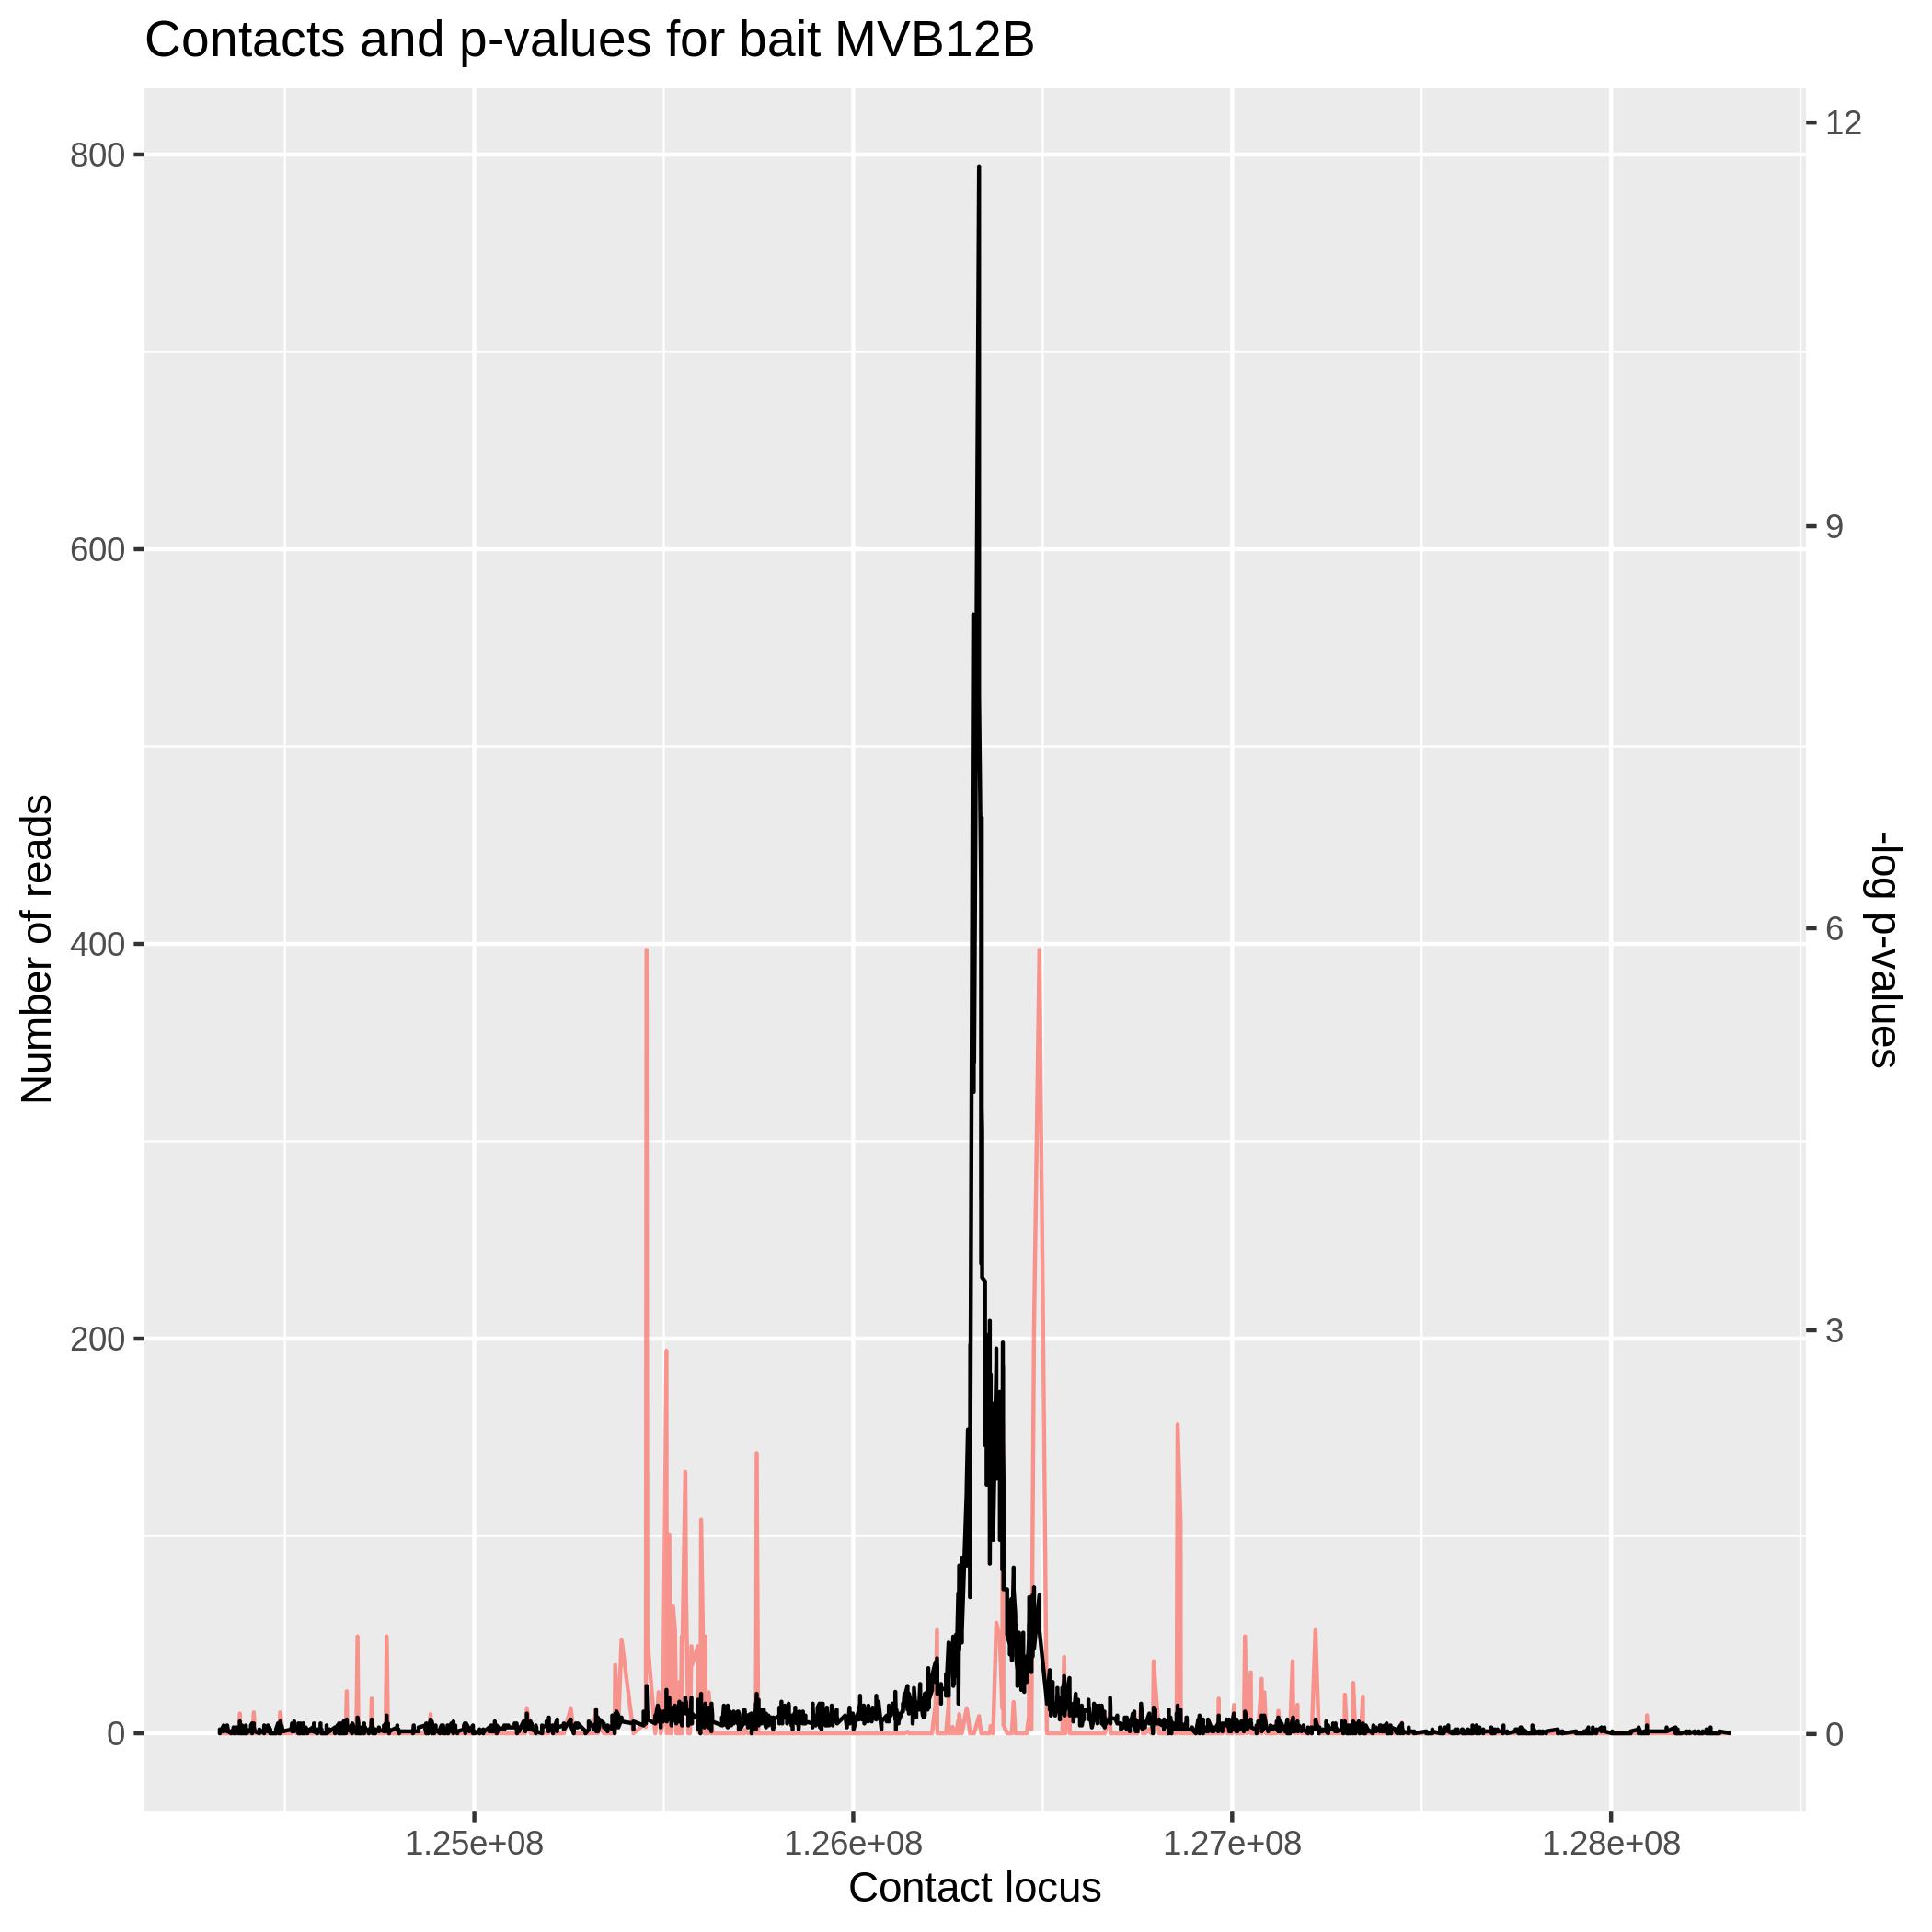 Contacts and p-values for bait MVB12B
800
600
400
200
0
12
9
6
3
0
Number of reads
-log p-values
1.25e+08
1.26e+08
1.27e+08
1.28e+08
Contact locus